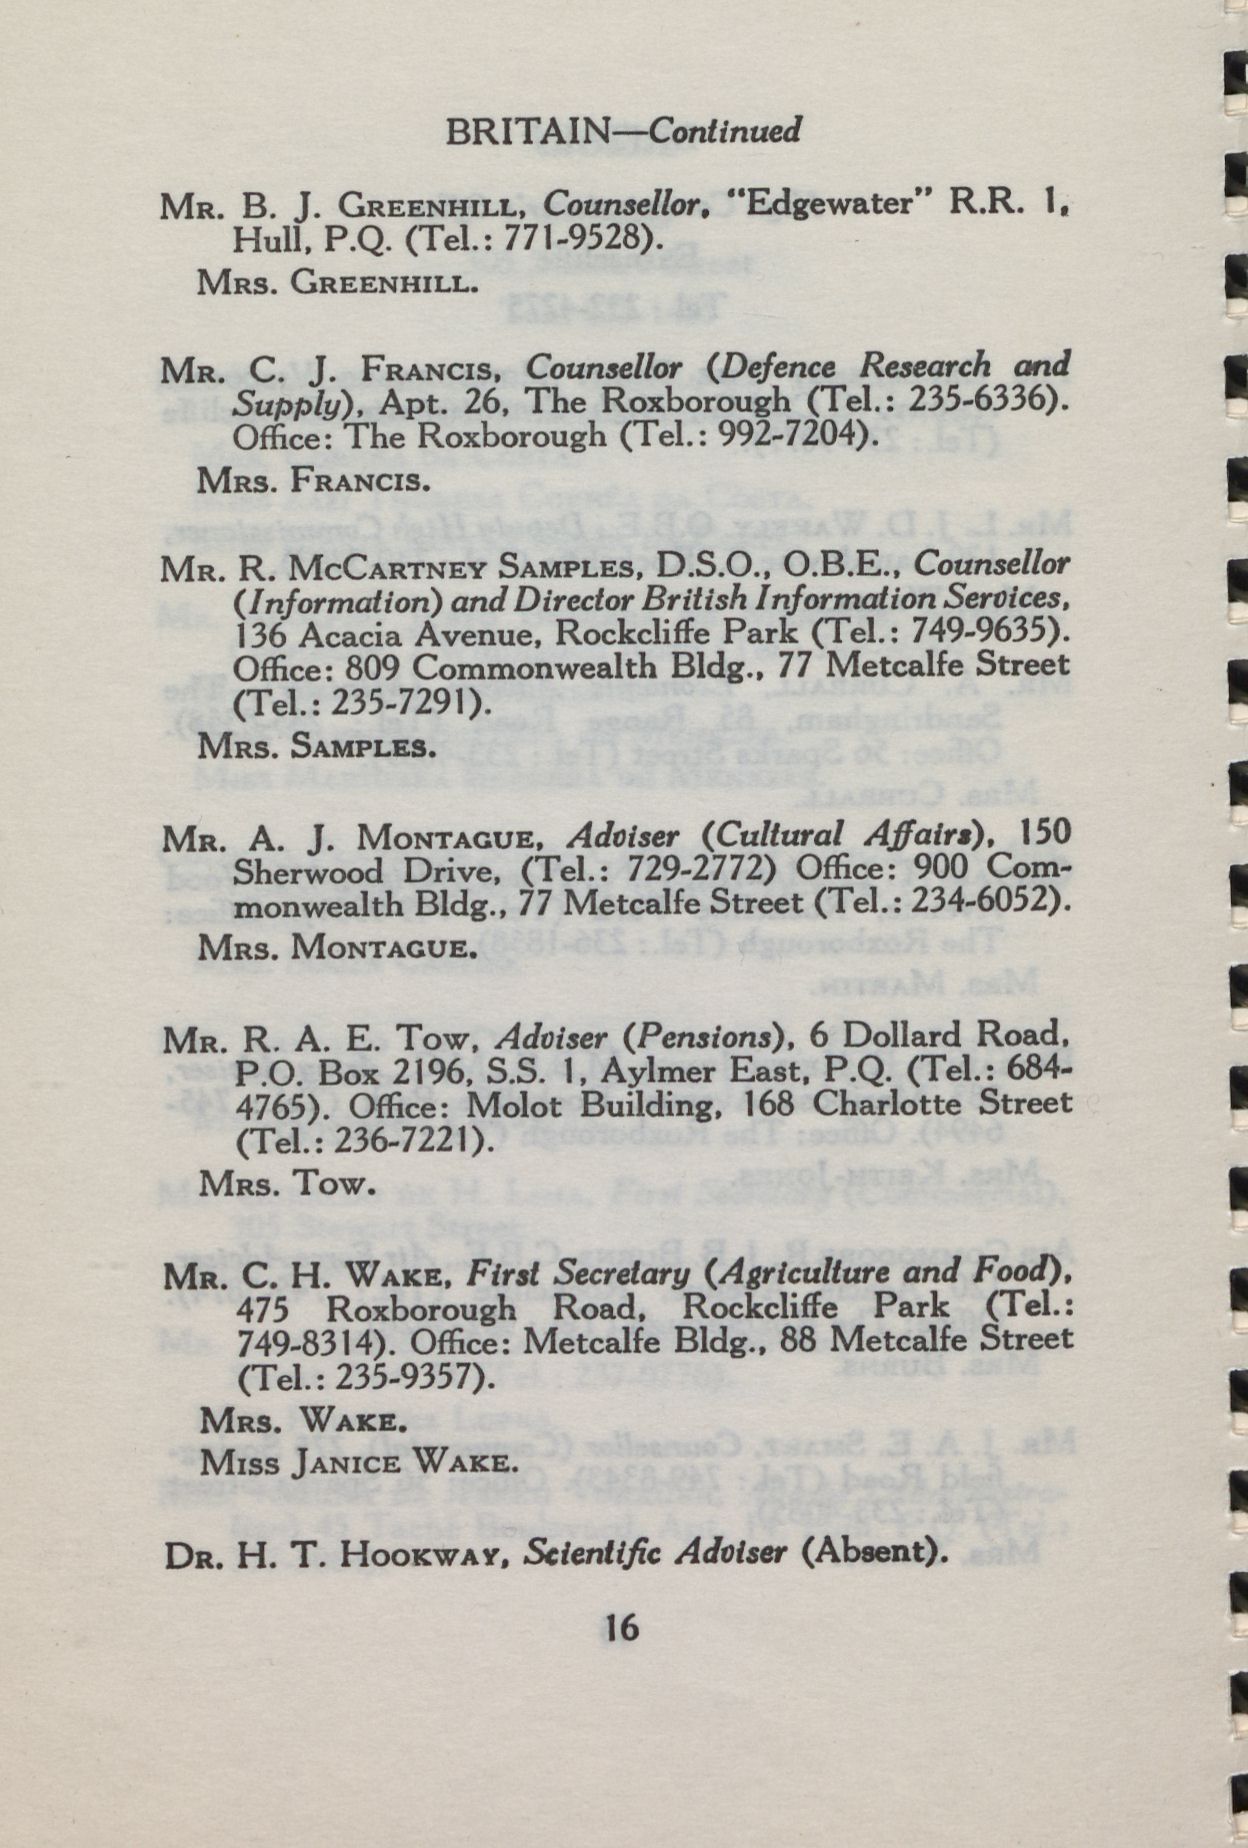 BRITAIN—Continued
MR. B. J. GREENHILL, Counsellor, “Edgewater” R.R. 1,
Hull, P.Q. (Tel.: 771-9528).
MRS. GREENHILL.
MR. C. J. FRANCIS, Counsellor (Defence Research and
Supply), Apt. 26, The Roxborough (Tel.: 235-6336).
Office: The Roxborough (Tel.: 992-7204).
MRS. FRANCIS.
MR. R. MCCARTNEY SAMPLES, D.S.O., O.B.E., Counsellor
(Information) and Director British Information Services,
136 Acacia Avenue, Rockcliffe Park (Tel.: 749-9635).
Office: 809 Commonwealth Bldg., 77 Metcalfe Street
(Tel.: 235-7291).
MRS. SAMPLES.
MR. A. J. MONTAGUE, Adviser (Cultural Affairs), 150
Sherwood Drive, (Tel.: 729-2772) Office: 900 Com-
monwealth Bldg., 77 Metcalfe Street (Tel.: 234-6052).
MRS. MONTAGUE.
MR. R. A. E. TOW, Adviser (Pensions), 6 Dollard Road,
P.O. Box 2196, S.S. 1, Aylmer East, P.Q. (Tel.: 684-
4765). Office: Molot Building, 168 Charlotte Street
(Tel.: 236-7221).
MRS. TOW.
MR. C. H. WAKE, First Secretary (Agriculture and Food),
475 Roxborough Road, Rockcliffe Park (Tel.:
749-8314). Office: Metcalfe Bldg., 88 Metcalfe Street
(Tel.: 235-9357).
MRS. WAKE.
MISS JANICE WAKE.
DR. H. T. HOOKWAY, Scientific Adviser (Absent).
16